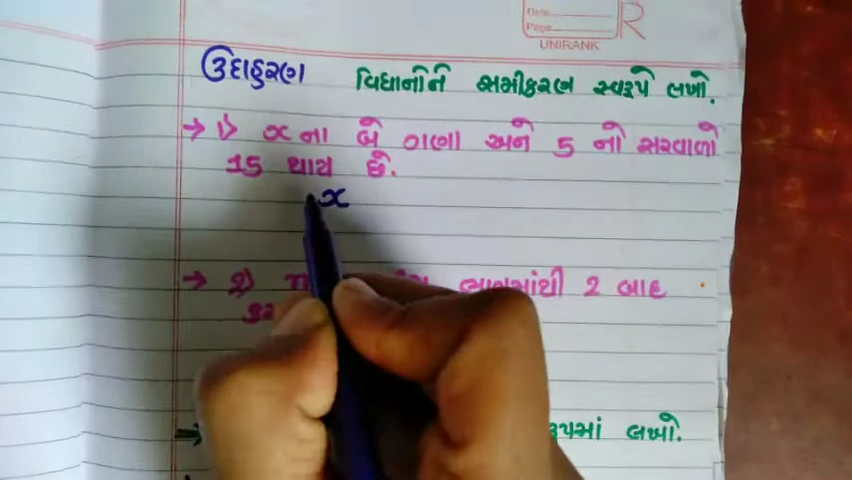 Date
Page
R
UNIRANK
ઉદાહરણ વિધાનોને સમીકરણ સ્વરૂપે લખો.
→ 1) x ના બે ગણા અને 5 નો સરવાળો
15 થાય છે.
x
→ 2) ભાગમાંથી 2 બાદ
લખો.